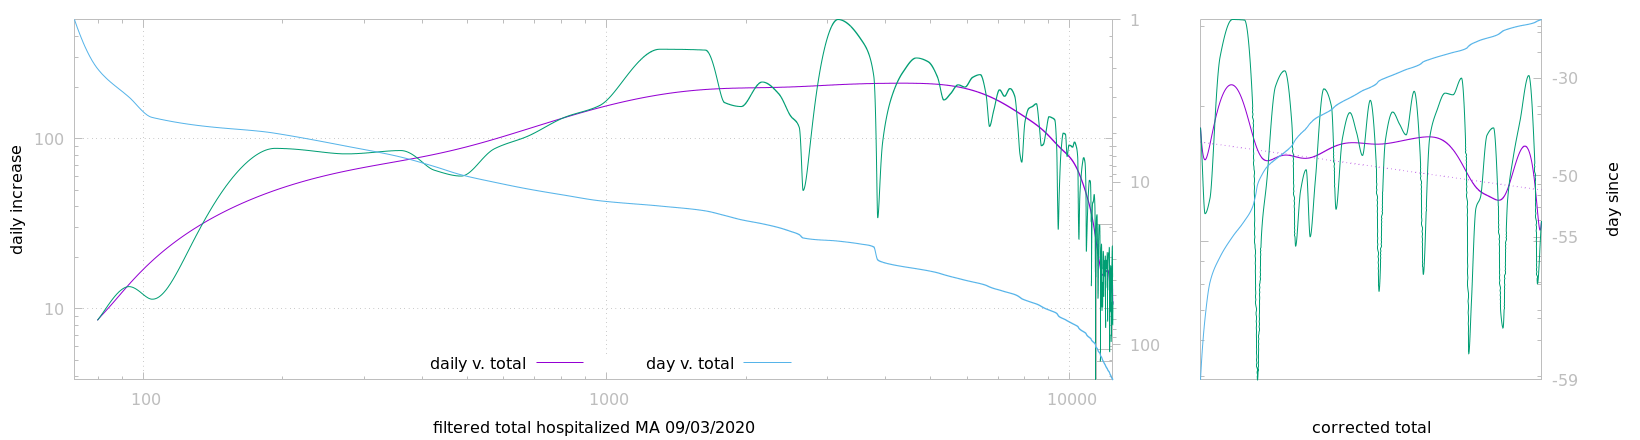 1
-30
100
daily increase
10
-50
day since
-55
10
100
daily v. total
day v. total
-59
100
1000
10000
filtered total hospitalized MA 09/03/2020
corrected total